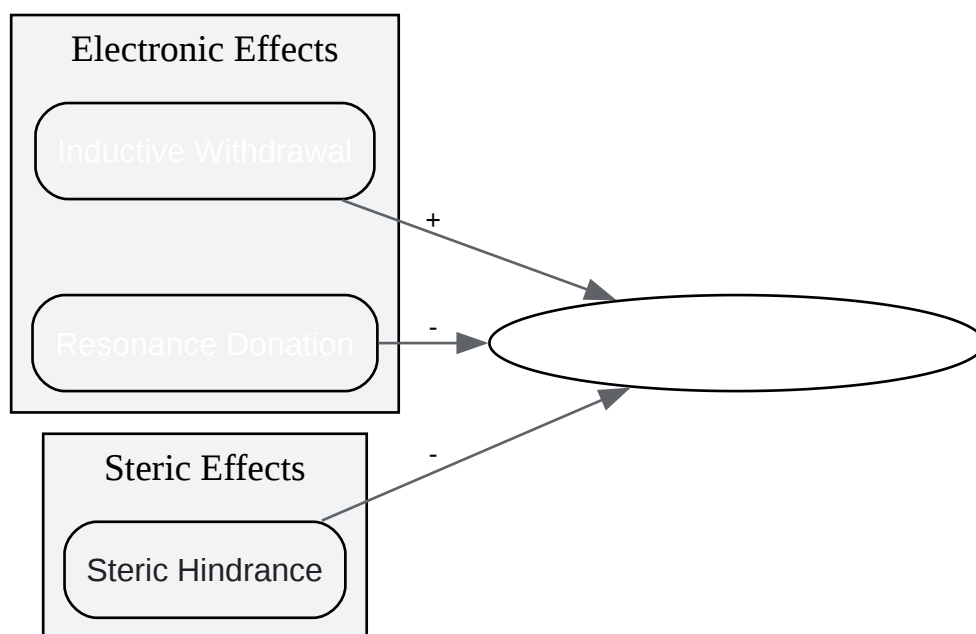 Electronic Effects
Inductive Withdrawal
+
Resonance Donation
-
Steric Effects
-
Steric Hindrance